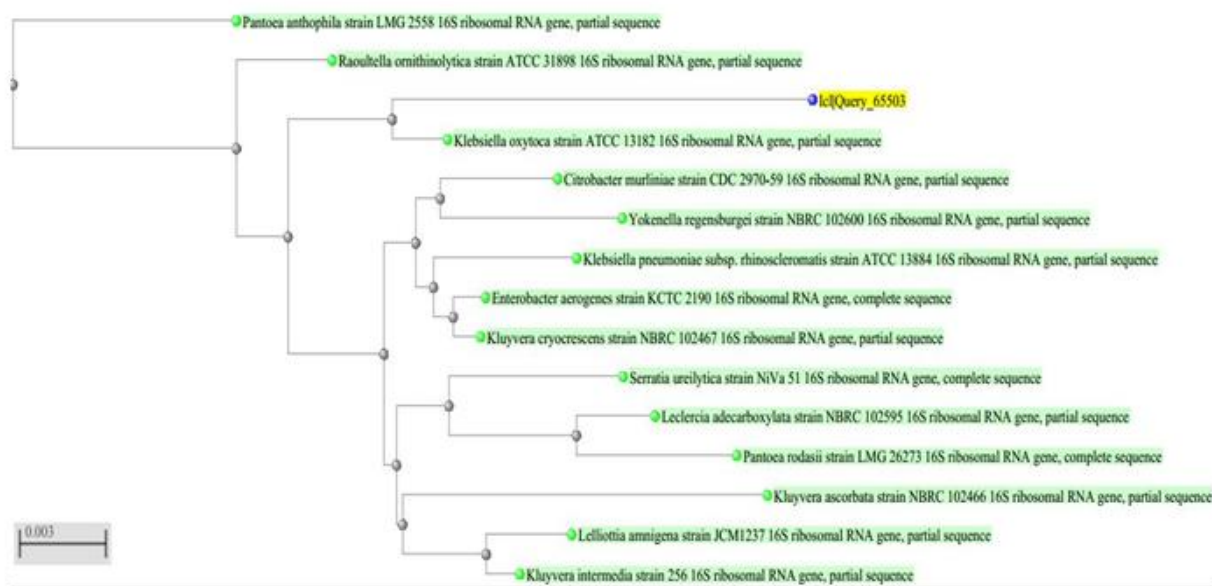 Pantoea anthophila strain LMG 2558 16S ribosomal RNA gene, partial sequence
Raoultella ornithinolytica strain ATCC 31898 16S ribosomal RNA gene, partial sequence
lcl|Query_65503
Klebsiella oxytoca strain ATCC 13182 16S ribosomal RNA gene, partial sequence
Citrobacter murliniae strain CDC 2970-59 16S ribosomal RNA gene, partial sequence
Yokenella regensburgei strain NBRC 102600 16S ribosomal RNA gene, partial sequence
Klebsiella pneumoniae subsp. rhinoscleromatis strain ATCC 13884 16S ribosomal RNA gene, partial sequence
Enterobacter aerogenes strain KCTC 2190 16S ribosomal RNA gene, complete sequence
Kluyvera cryocrescens strain NBRC 102467 16S ribosomal RNA gene, partial sequence
Serratia ureilytica strain NiVa 51 16S ribosomal RNA gene, complete sequence
Leclercia adecarboxylata strain NBRC 102595 16S ribosomal RNA gene, partial sequence
Pantoea rodasii strain LMG 26273 16S ribosomal RNA gene, complete sequence
Kluyvera ascorbata strain NBRC 102466 16S ribosomal RNA gene, partial sequence
0.003
Lelliottia amnigena strain JCM1237 16S ribosomal RNA gene, partial sequence
Kluyvera intermedia strain 256 16S ribosomal RNA gene, partial sequence